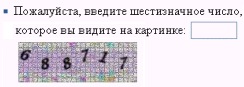 Пожалуйста, введите шестизначное число,
которое вы видите на картинке:
688717